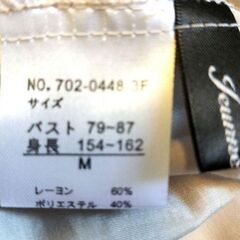 NO.702-0448 3F
サイズ
バスト 79~87
身長 154~162
M
レーヨン 60%
ポリエステル 40%